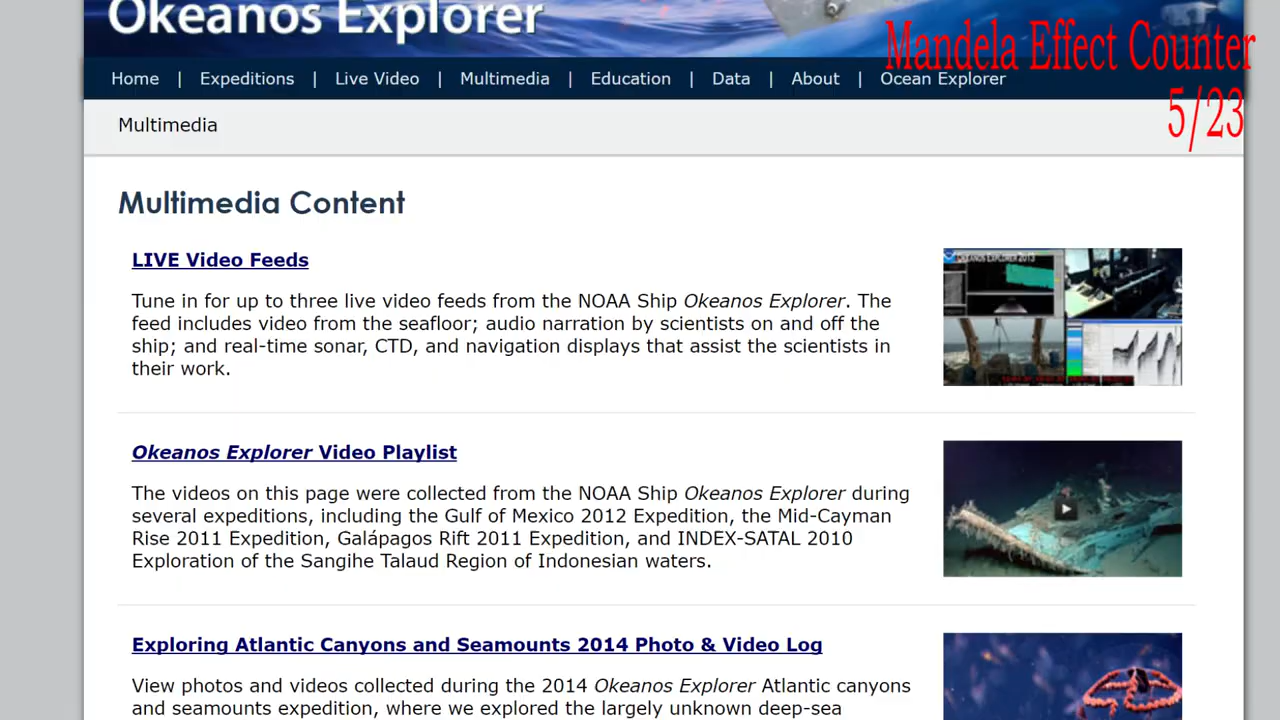 Okeanos Explorer
Mandela Effect Counter
5/23
Home | Expeditions | Live Video | Multimedia | Education | Data | About | Ocean Explorer
Multimedia
Multimedia Content
LIVE Video Feeds
Tune in for up to three live video feeds from the NOAA Ship Okeanos Explorer. The
feed includes video from the seafloor; audio narration by scientists on and off the
ship; and real-time sonar, CTD, and navigation displays that assist the scientists in
their work.
OKEANOS EXPLORER 2013
Okeanos Explorer Video Playlist
The videos on this page were collected from the NOAA Ship Okeanos Explorer during
several expeditions, including the Gulf of Mexico 2012 Expedition, the Mid-Cayman
Rise 2011 Expedition, Galápagos Rift 2011 Expedition, and INDEX-SATAL 2010
Exploration of the Sangihe Talaud Region of Indonesian waters.
Exploring Atlantic Canyons and Seamounts 2014 Photo & Video Log
View photos and videos collected during the 2014 Okeanos Explorer Atlantic canyons
and seamounts expedition, where we explored the largely unknown deep-sea